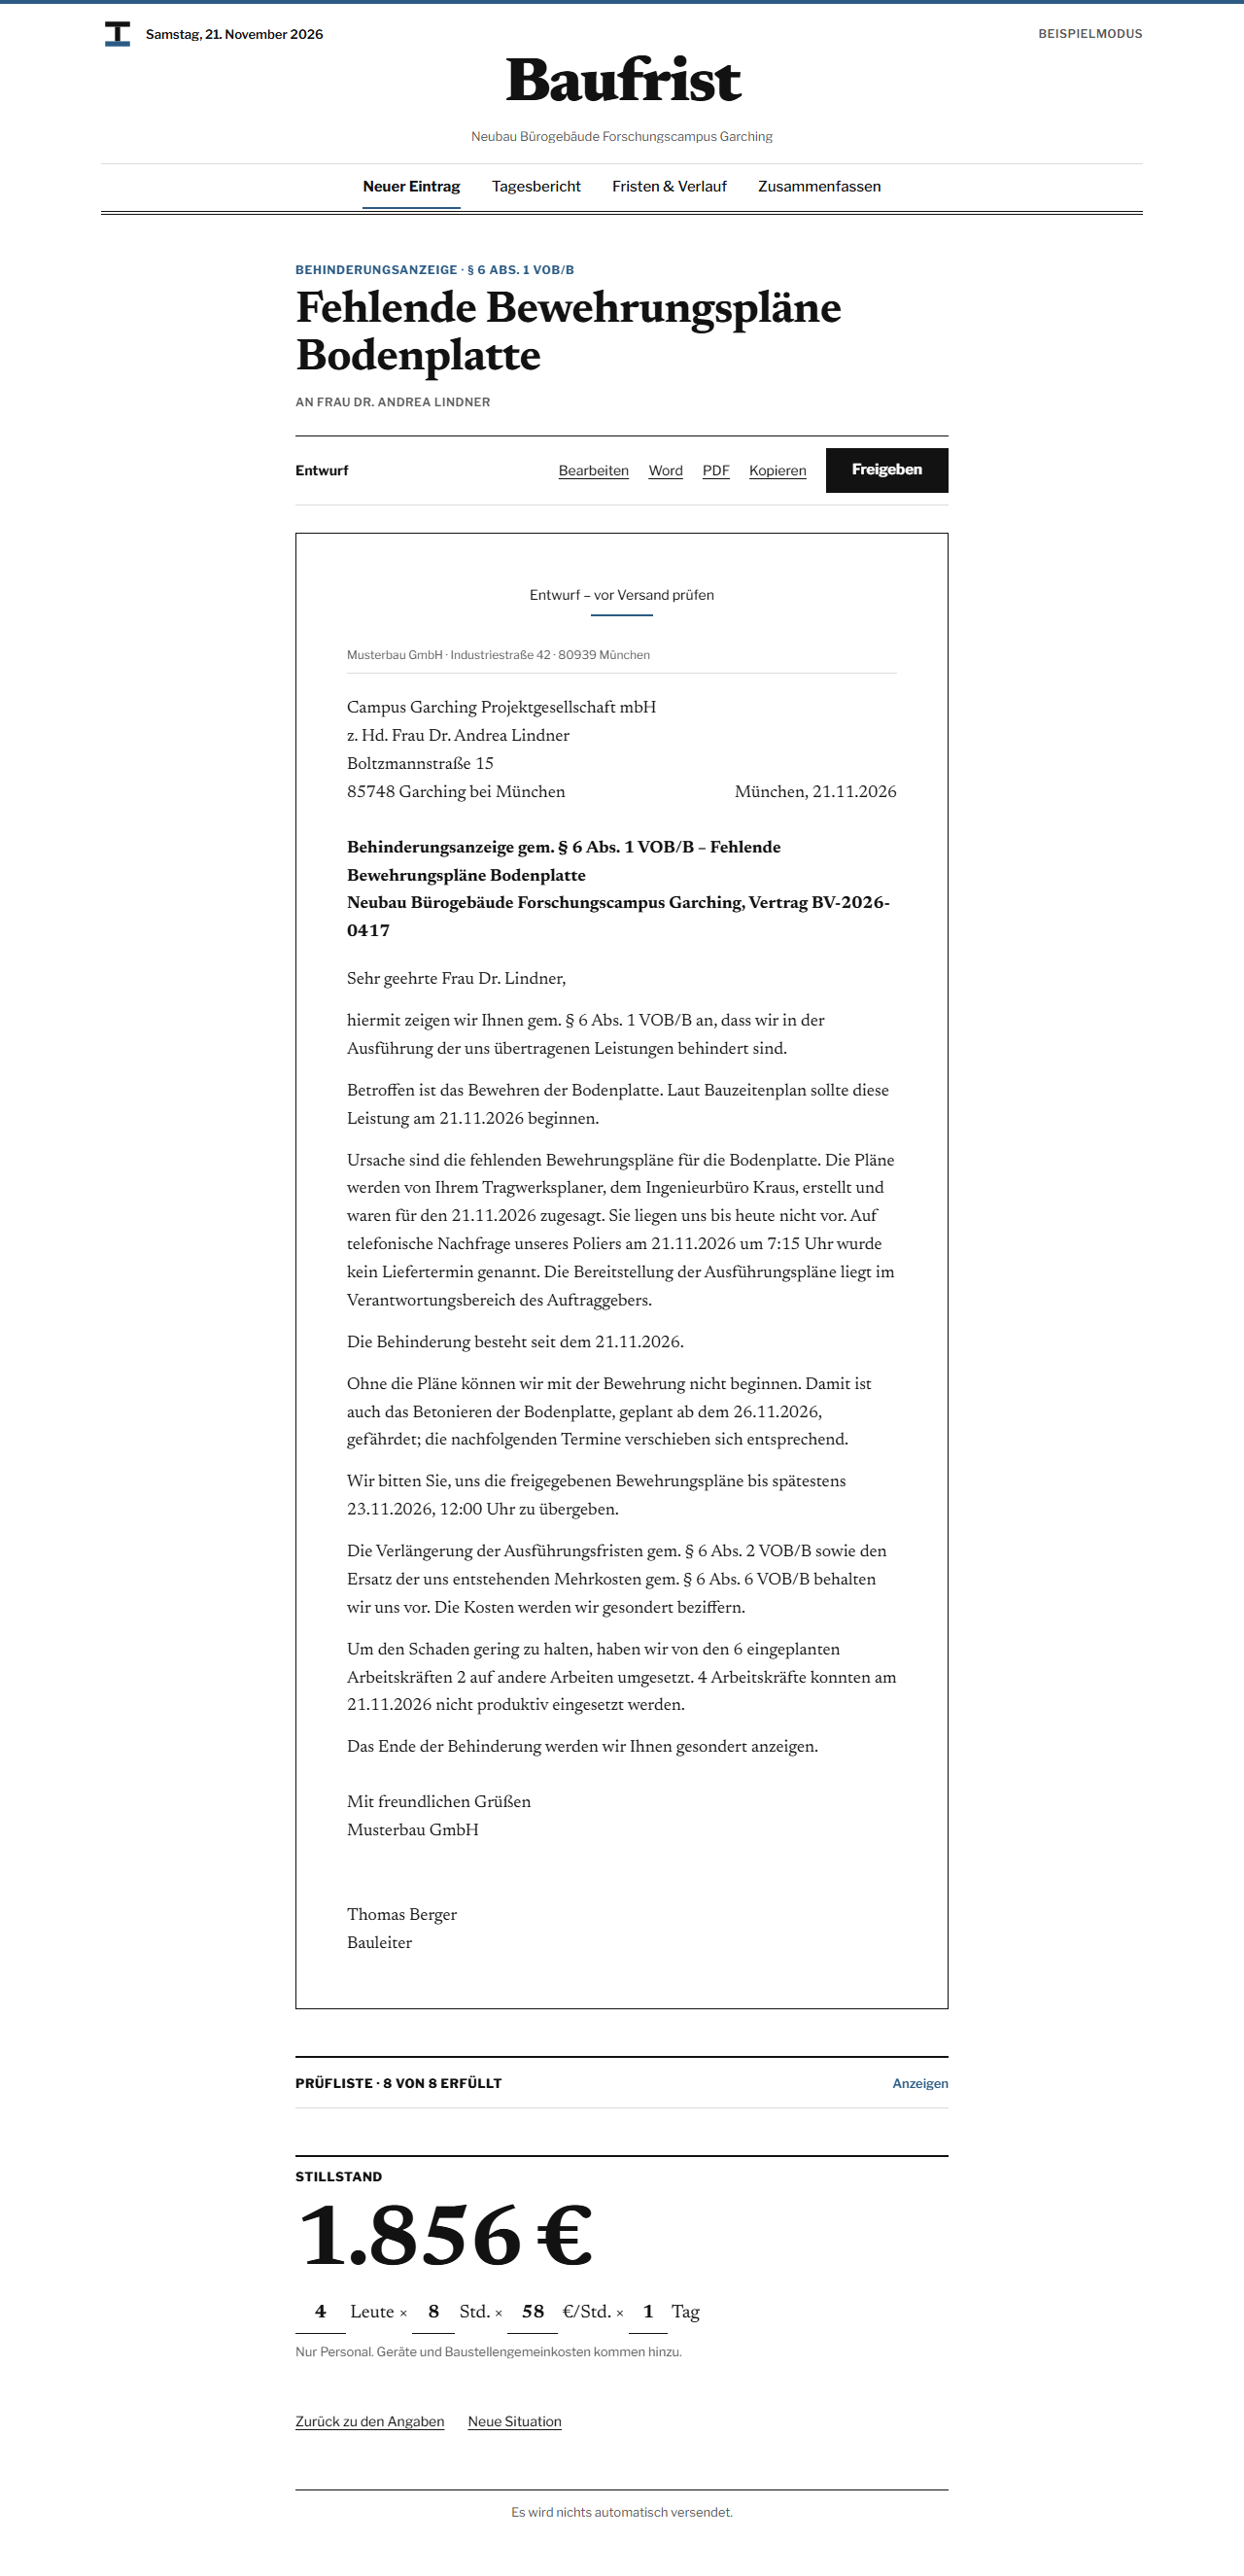 Samstag, 21. November 2026
BEISPIELMODUS
Baufrist
Neubau Bürogebäude Forschungscampus Garching
Neuer Eintrag Tagesbericht Fristen & Verlauf Zusammenfassen
BEHINDERUNGSANZEIGE · § 6 ABS. 1 VOB/B
Fehlende Bewehrungspläne
Bodenplatte
AN FRAU DR. ANDREA LINDNER
Entwurf Bearbeiten Word PDF Kopieren Freigeben
Entwurf – vor Versand prüfen
Musterbau GmbH · Industriestraße 42 · 80939 München
Campus Garching Projektgesellschaft mbH
z. Hd. Frau Dr. Andrea Lindner
Boltzmannstraße 15
85748 Garching bei München München, 21.11.2026
Behinderungsanzeige gem. § 6 Abs. 1 VOB/B – Fehlende
Bewehrungspläne Bodenplatte
Neubau Bürogebäude Forschungscampus Garching, Vertrag BV-2026-
0417
Sehr geehrte Frau Dr. Lindner,
hiermit zeigen wir Ihnen gem. § 6 Abs. 1 VOB/B an, dass wir in der
Ausführung der uns übertragenen Leistungen behindert sind.
Betroffen ist das Bewehren der Bodenplatte. Laut Bauzeitenplan sollte diese
Leistung am 21.11.2026 beginnen.
Ursache sind die fehlenden Bewehrungspläne für die Bodenplatte. Die Pläne
werden von Ihrem Tragwerksplaner, dem Ingenieurbüro Kraus, erstellt und
waren für den 21.11.2026 zugesagt. Sie liegen uns bis heute nicht vor. Auf
telefonische Nachfrage unseres Poliers am 21.11.2026 um 7:15 Uhr wurde
kein Liefertermin genannt. Die Bereitstellung der Ausführungspläne liegt im
Verantwortungsbereich des Auftraggebers.
Die Behinderung besteht seit dem 21.11.2026.
Ohne die Pläne können wir mit der Bewehrung nicht beginnen. Damit ist
auch das Betonieren der Bodenplatte, geplant ab dem 26.11.2026,
gefährdet; die nachfolgenden Termine verschieben sich entsprechend.
Wir bitten Sie, uns die freigegebenen Bewehrungspläne bis spätestens
23.11.2026, 12:00 Uhr zu übergeben.
Die Verlängerung der Ausführungsfristen gem. § 6 Abs. 2 VOB/B sowie den
Ersatz der uns entstehenden Mehrkosten gem. § 6 Abs. 6 VOB/B behalten
wir uns vor. Die Kosten werden wir gesondert beziffern.
Um den Schaden gering zu halten, haben wir von den 6 eingeplanten
Arbeitskräften 2 auf andere Arbeiten umgesetzt. 4 Arbeitskräfte konnten am
21.11.2026 nicht produktiv eingesetzt werden.
Das Ende der Behinderung werden wir Ihnen gesondert anzeigen.
Mit freundlichen Grüßen
Musterbau GmbH
Thomas Berger
Bauleiter
PRÜFLISTE · 8 VON 8 ERFÜLLT Anzeigen
STILLSTAND
1.856 €
4 Leute × 8 Std. × 58 €/Std. × 1 Tag
Nur Personal. Geräte und Baustellengemeinkosten kommen hinzu.
Zurück zu den Angaben Neue Situation
Es wird nichts automatisch versendet.